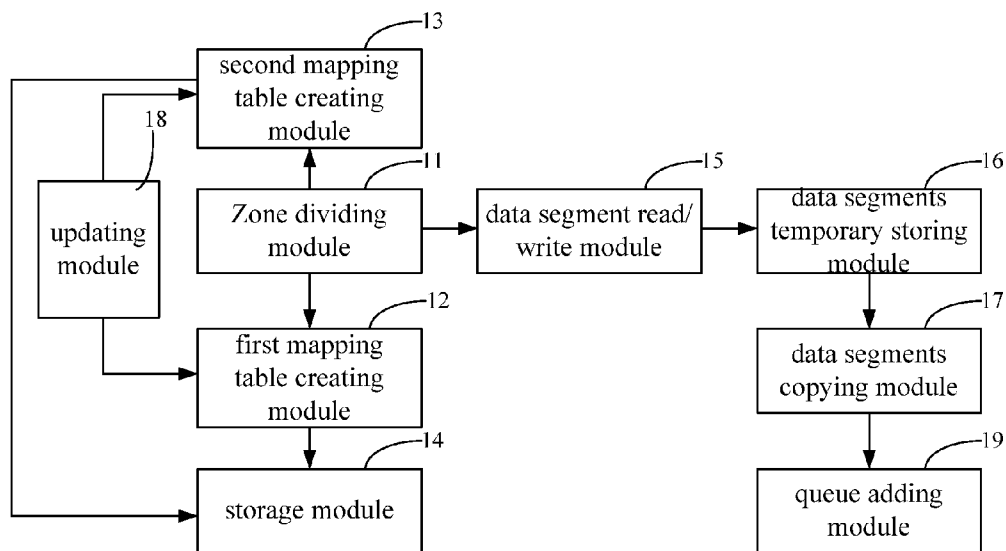 13
second mapping
table creating
module
18
updating
module
11
Zone dividing
module
15
data segment read/
write module
16
data segments
temporary storing
module
12
first mapping
table creating
module
17
data segments
copying module
14
storage module
19
queue adding
module